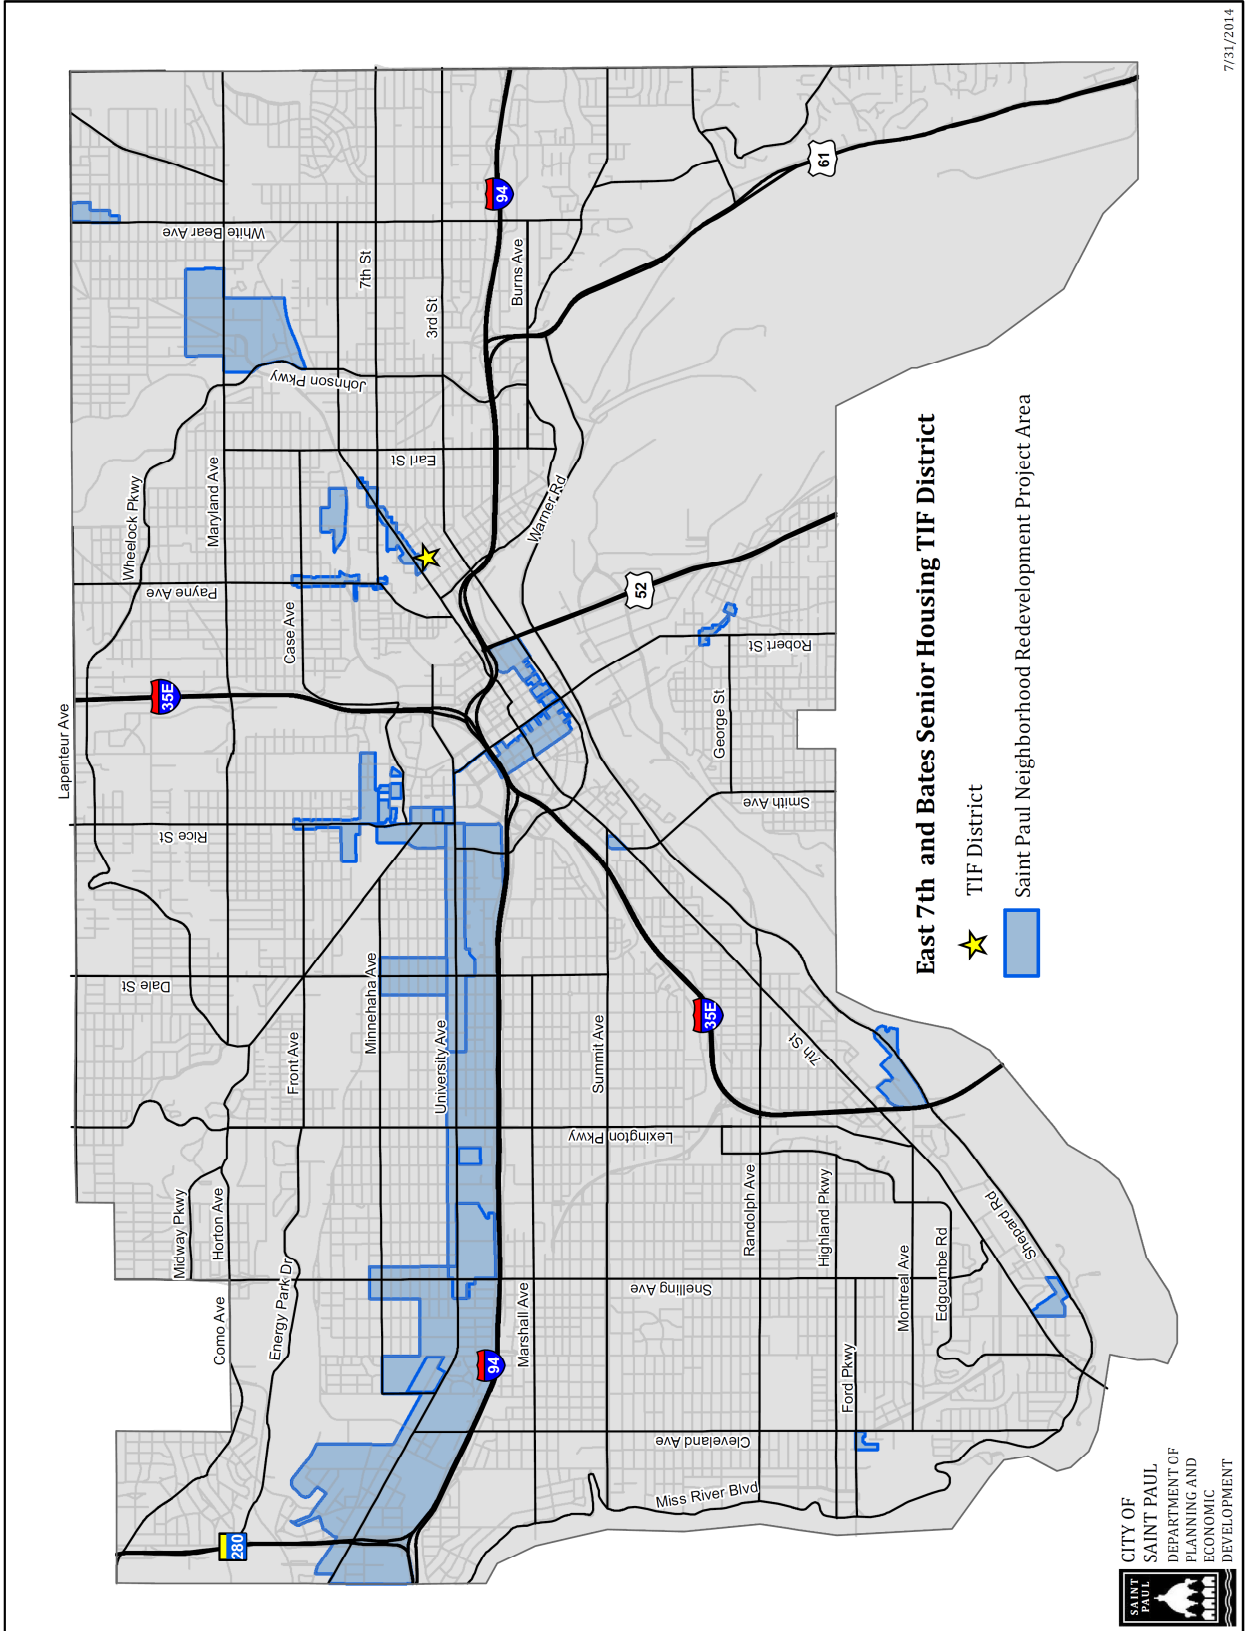 Lapenteur Ave
Wheelock Pkwy
Maryland Ave
White Bear Ave
7th St
3rd St
Burns Ave
94
61
Johnson Pkwy
Earl St
Warner Rd
Payne Ave
Case Ave
52
Robert St
George St
Smith Ave
35E
Rice St
Dale St
Front Ave
Minnehaha Ave
University Ave
Summit Ave
35E
7th St
Lexington Pkwy
Midway Pkwy
Horton Ave
Como Ave
Energy Park Dr
Randolph Ave
Highland Pkwy
Montreal Ave
Edgcumbe Rd
Shepard Rd
Snelling Ave
Marshall Ave
94
Ford Pkwy
Cleveland Ave
Miss River Blvd
280
East 7th and Bates Senior Housing TIF District
TIF District
Saint Paul Neighborhood Redevelopment Project Area
SAINT
PAUL
CITY OF
SAINT PAUL
DEPARTMENT OF
PLANNING AND
ECONOMIC
DEVELOPMENT
7/31/2014